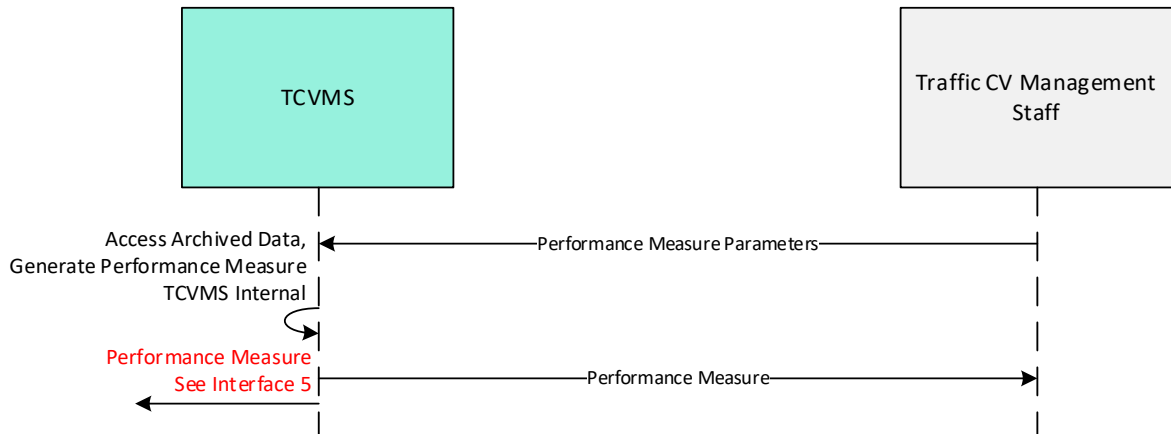 TCVMS
Traffic CV Management
Staff
Access Archived Data,
Generate Performance Measure
TCVMS Internal
Performance Measure Parameters
Performance Measure
See Interface 5
Performance Measure